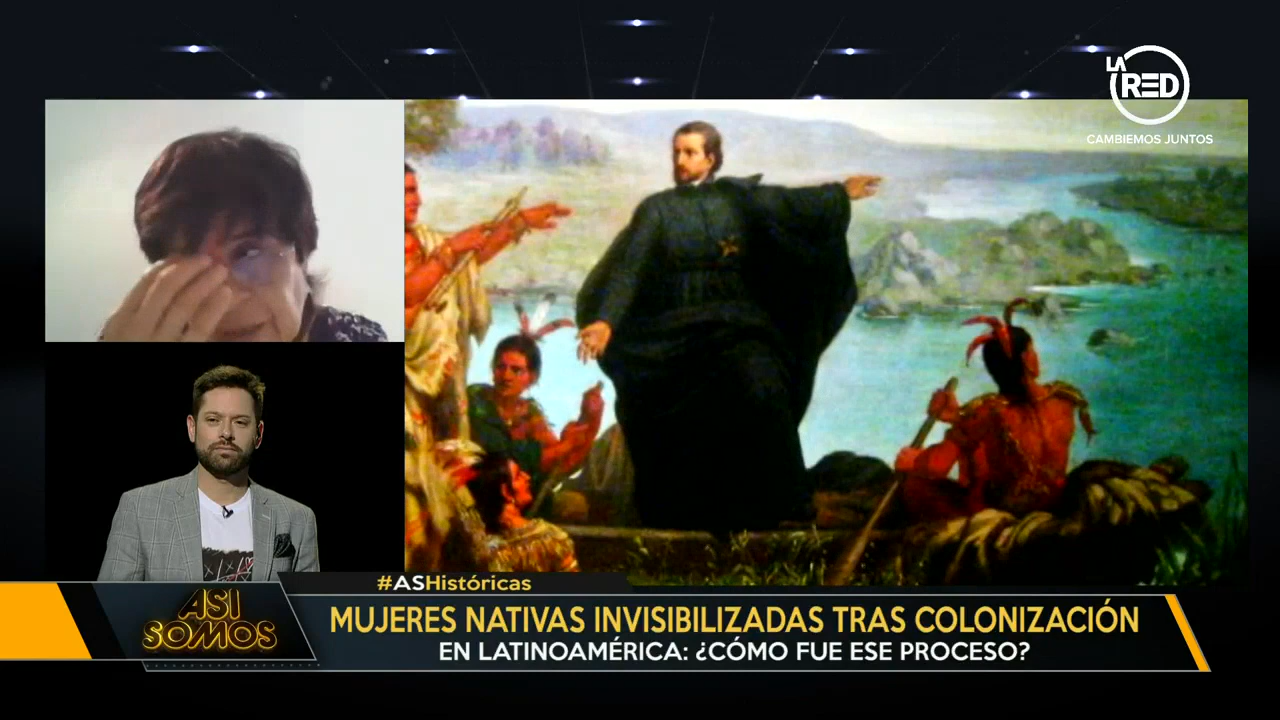 LA
RED
CAMBIEMOS JUNTOS
#ASHistóricas
ASI
SOMOS
MUJERES NATIVAS INVISIBILIZADAS TRAS COLONIZACIÓN
EN LATINOAMÉRICA: ¿CÓMO FUE ESE PROCESO?